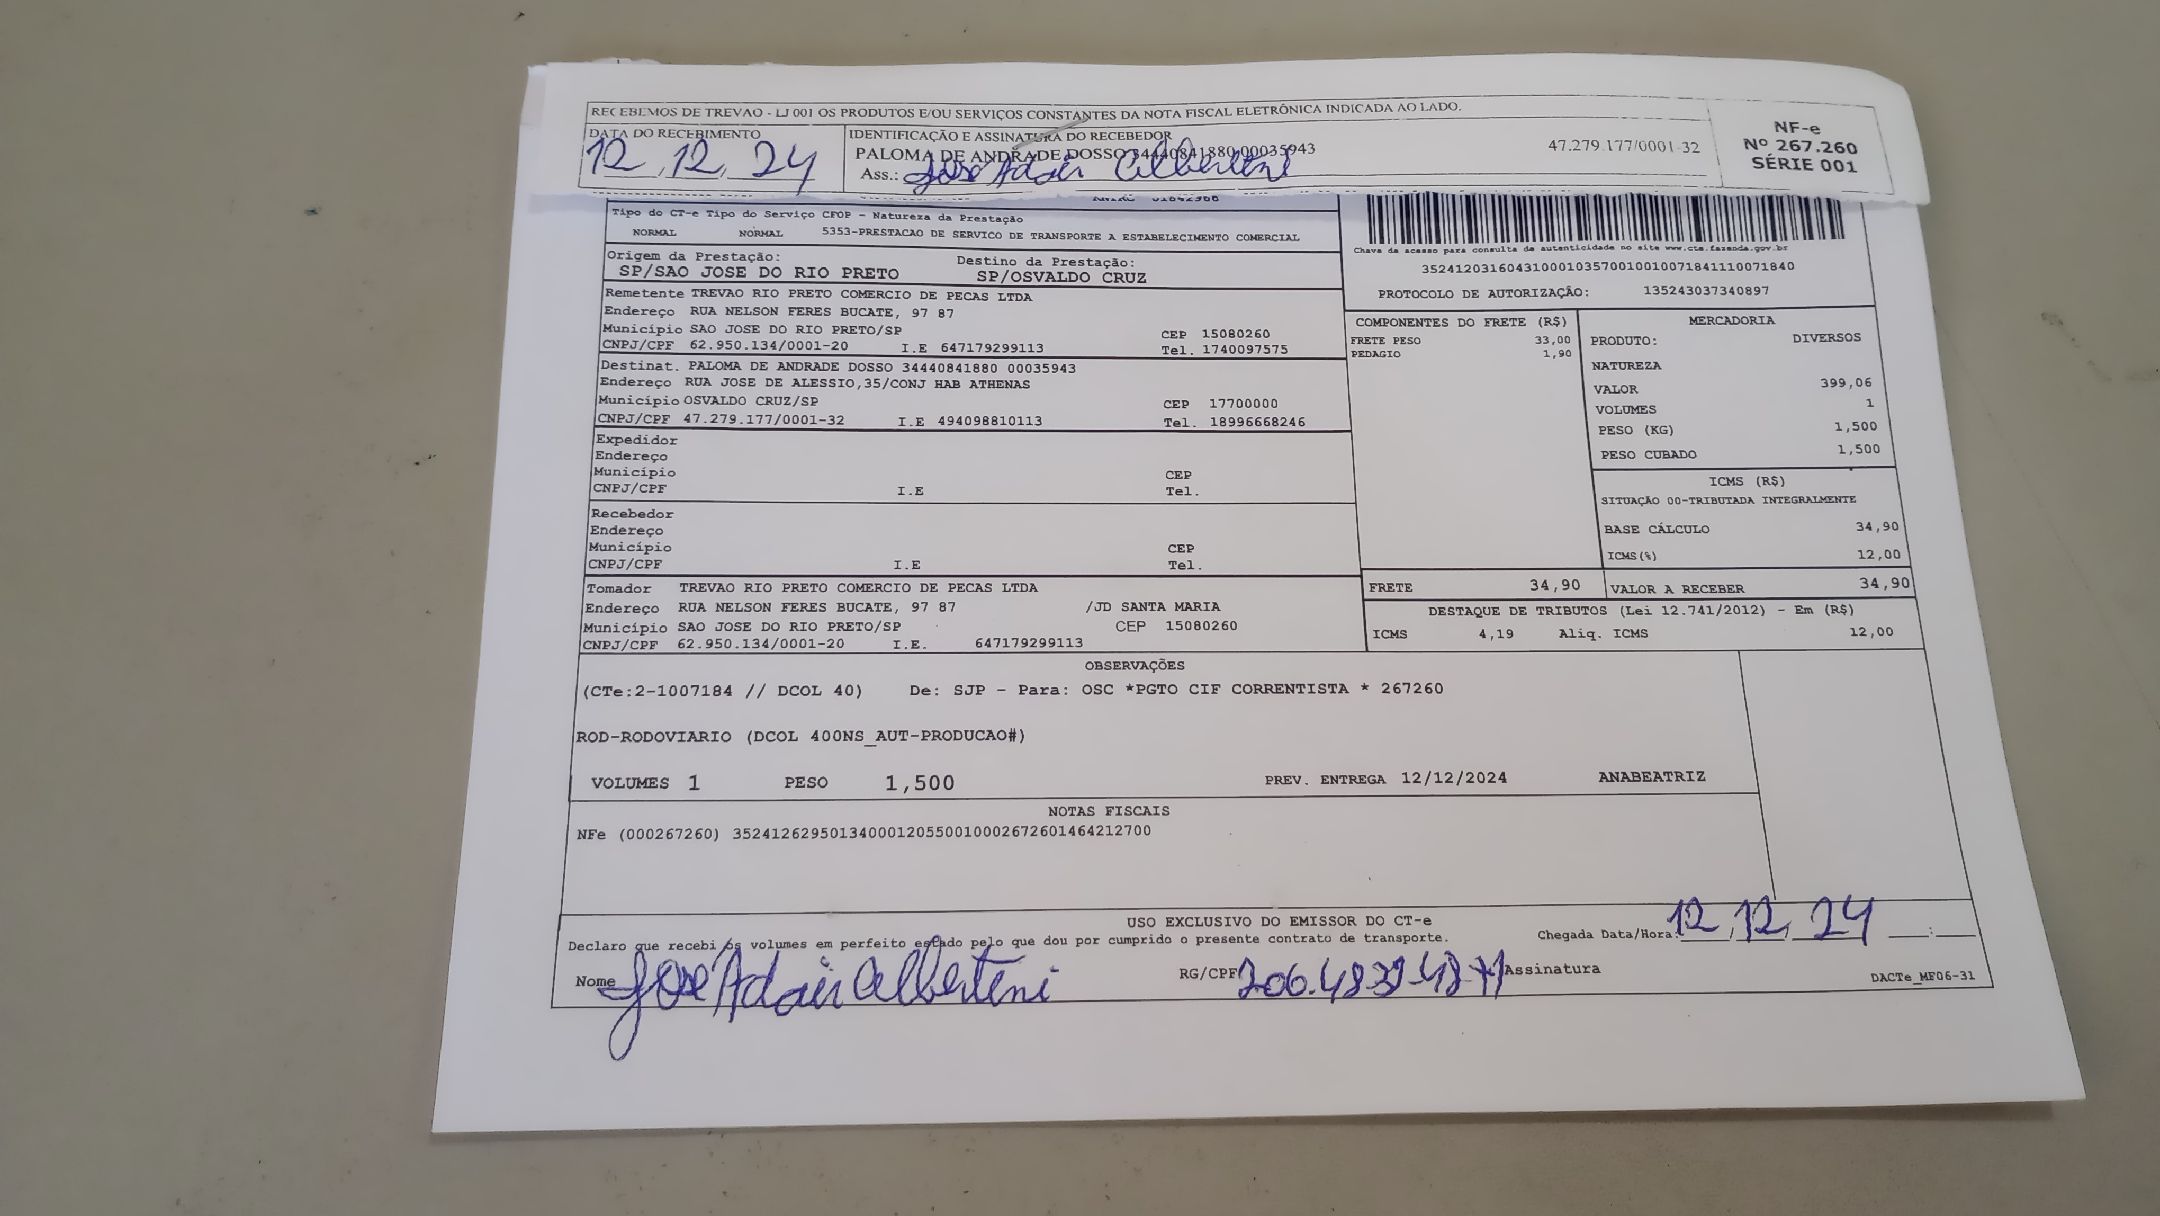 RECEBEMOS DE TREVAO - LJ 001 OS PRODUTOS E/OU SERVIÇOS CONSTANTES DA NOTA FISCAL ELETRÔNICA INDICADA AO LADO.
DATA DO RECEBIMENTO
12, 12, 24
IDENTIFICAÇÃO E ASSINATURA DO RECEBEDOR
PALOMA DE ANDRADE DOSSO 34440841880 00035943
47.279.177/0001-32
Ass.: Jose Adair Alberteni
NF-e
Nº 267.260
SÉRIE 001
Tipo do CT-e Tipo do Serviço CFOP - Natureza da Prestação
NORMAL NORMAL 5353-PRESTACAO DE SERVICO DE TRANSPORTE A ESTABELECIMENTO COMERCIAL
Origem da Prestação: Destino da Prestação:
SP/SAO JOSE DO RIO PRETO SP/OSVALDO CRUZ
Chave de acesso para consulta de autenticidade no site www.cte.fazenda.gov.br
35241203160431000103570010010071841110071840
PROTOCOLO DE AUTORIZAÇÃO: 135243037340897
Remetente TREVAO RIO PRETO COMERCIO DE PECAS LTDA
Endereço RUA NELSON FERES BUCATE, 97 87
Município SAO JOSE DO RIO PRETO/SP CEP 15080260
CNPJ/CPF 62.950.134/0001-20 I.E 647179299113 Tel. 1740097575
Destinat. PALOMA DE ANDRADE DOSSO 34440841880 00035943
Endereço RUA JOSE DE ALESSIO,35/CONJ HAB ATHENAS
Município OSVALDO CRUZ/SP CEP 17700000
CNPJ/CPF 47.279.177/0001-32 I.E 494098810113 Tel. 18996668246
Expedidor
Endereço
Município CEP
CNPJ/CPF I.E Tel.
Recebedor
Endereço
Município CEP
CNPJ/CPF I.E Tel.
Tomador TREVAO RIO PRETO COMERCIO DE PECAS LTDA
Endereço RUA NELSON FERES BUCATE, 97 87 /JD SANTA MARIA
Município SAO JOSE DO RIO PRETO/SP CEP 15080260
CNPJ/CPF 62.950.134/0001-20 I.E. 647179299113
COMPONENTES DO FRETE (R$)
FRETE PESO 33,00
PEDAGIO 1,90
MERCADORIA
PRODUTO: DIVERSOS
NATUREZA
VALOR 399,06
VOLUMES 1
PESO (KG) 1,500
PESO CUBADO 1,500
ICMS (R$)
SITUAÇÃO 00-TRIBUTADA INTEGRALMENTE
BASE CÁLCULO 34,90
ICMS(%) 12,00
FRETE 34,90 VALOR A RECEBER 34,90
DESTAQUE DE TRIBUTOS (Lei 12.741/2012) - Em (R$)
ICMS 4,19 Aliq. ICMS 12,00
OBSERVAÇÕES
(CTe:2-1007184 // DCOL 40) De: SJP - Para: OSC *PGTO CIF CORRENTISTA * 267260
ROD-RODOVIARIO (DCOL 400NS_AUT-PRODUCAO#)
VOLUMES 1 PESO 1,500 PREV. ENTREGA 12/12/2024 ANABEATRIZ
NOTAS FISCAIS
NFe (000267260) 35241262950134000120550010002672601464212700
USO EXCLUSIVO DO EMISSOR DO CT-e
Declaro que recebi os volumes em perfeito estado pelo que dou por cumprido o presente contrato de transporte. Chegada Data/Hora: 12/12/24 :
Nome Jose Adair Alberteni RG/CPF Assinatura
DACTe_MF06-31